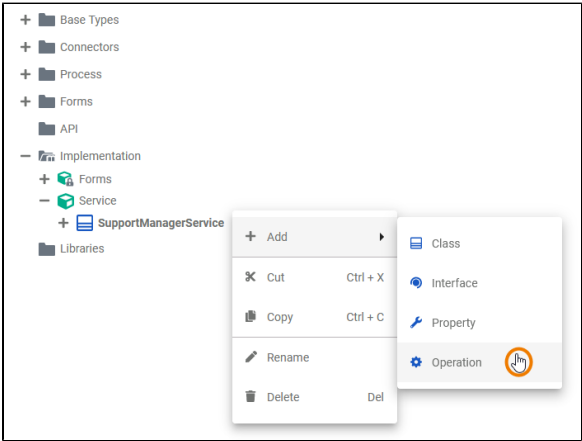 Base Types
Connectors
Process
Forms
API
Implementation
Forms
Service
SupportManagerService
Libraries
Add
Cut Ctrl + X
Copy Ctrl + C
Rename
Delete Del
Class
Interface
Property
Operation